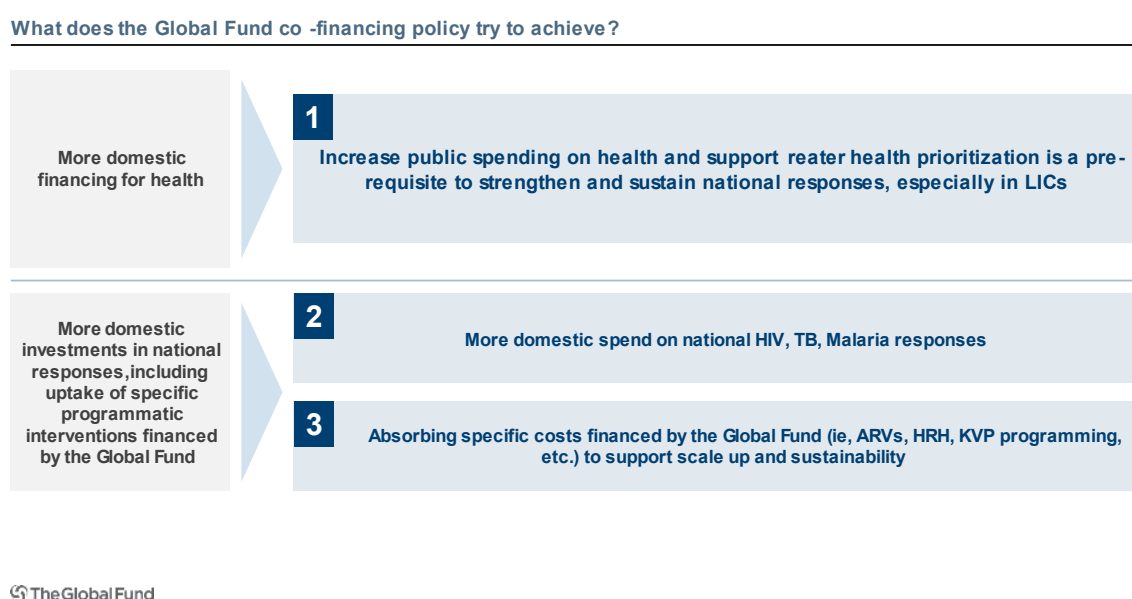 What does the Global Fund co -financing policy try to achieve?
More domestic
financing for health
1
Increase public spending on health and support reater health prioritization is a pre-
requisite to strengthen and sustain national responses, especially in LICs
More domestic
investments in national
responses,including
uptake of specific
programmatic
interventions financed
by the Global Fund
2
More domestic spend on national HIV, TB, Malaria responses
3
Absorbing specific costs financed by the Global Fund (ie, ARVs, HRH, KVP programming,
etc.) to support scale up and sustainability
TheGlobalFund